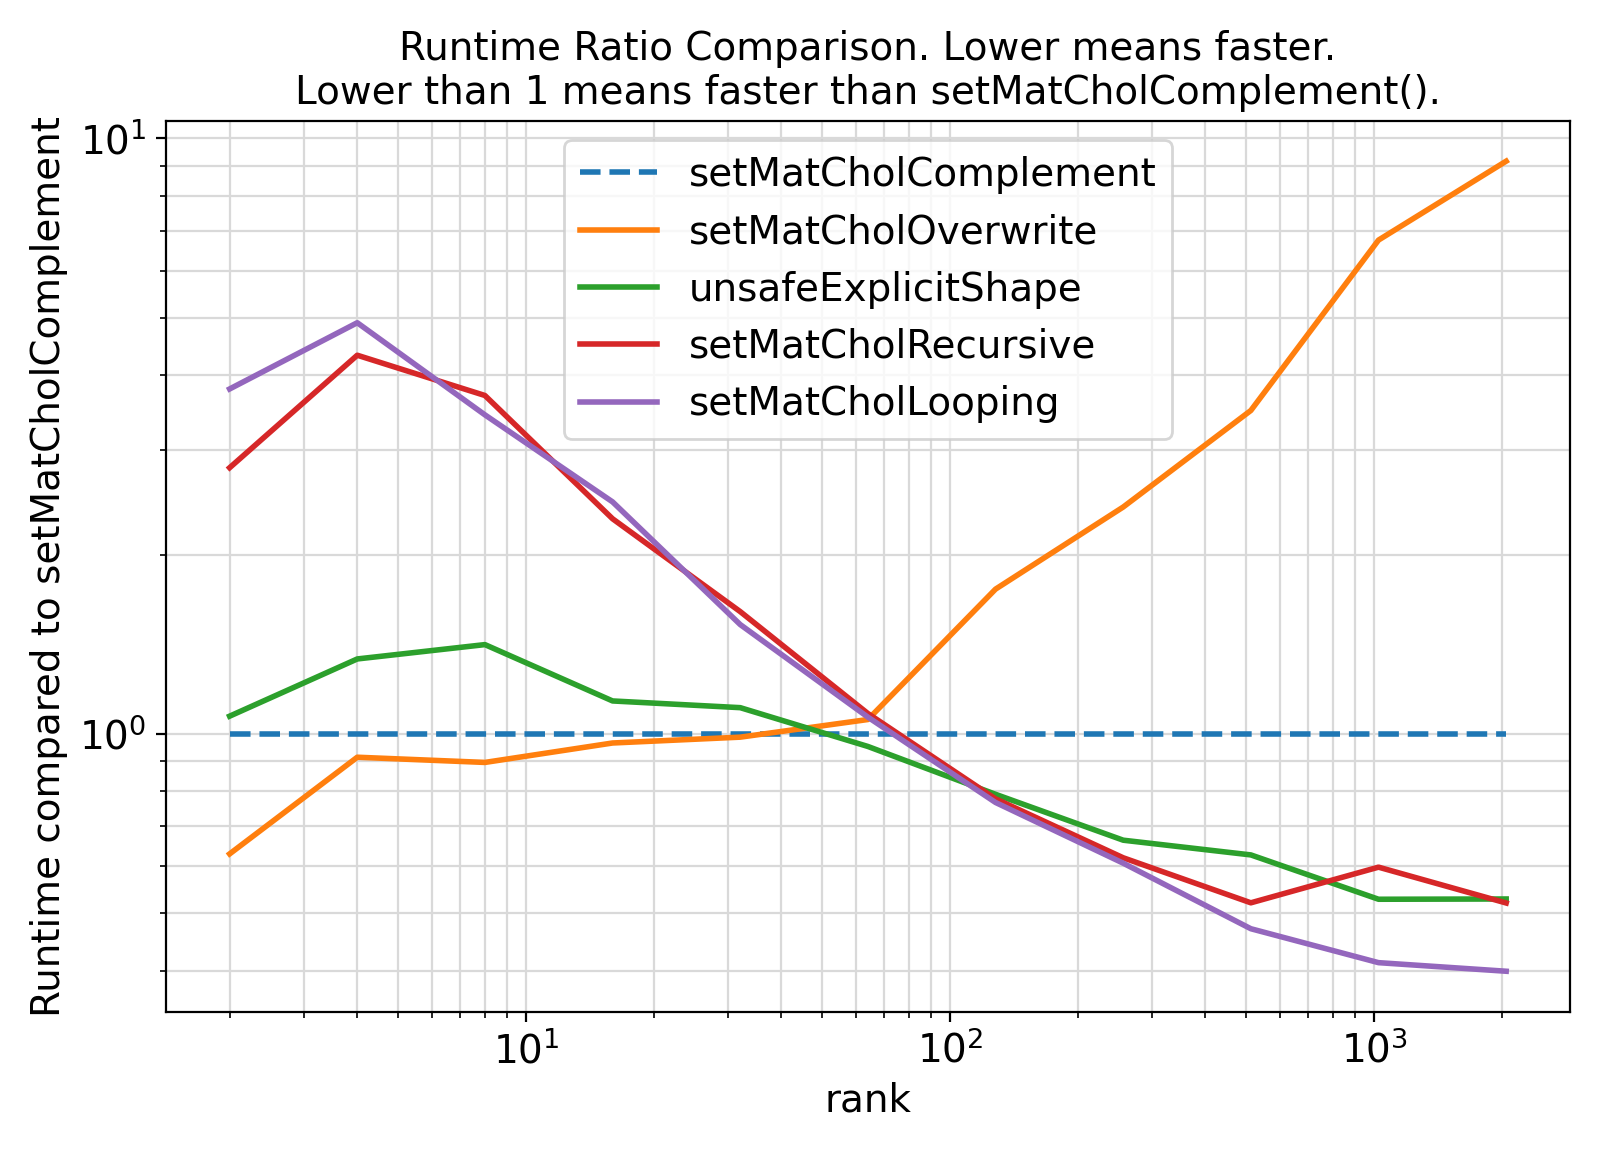 Runtime Ratio Comparison. Lower means faster.
Lower than 1 means faster than setMatCholComplement().
Runtime compared to setMatCholComplement
10¹
10⁰
setMatCholComplement
setMatCholOverwrite
unsafeExplicitShape
setMatCholRecursive
setMatCholLooping
10¹ 10² 10³
rank